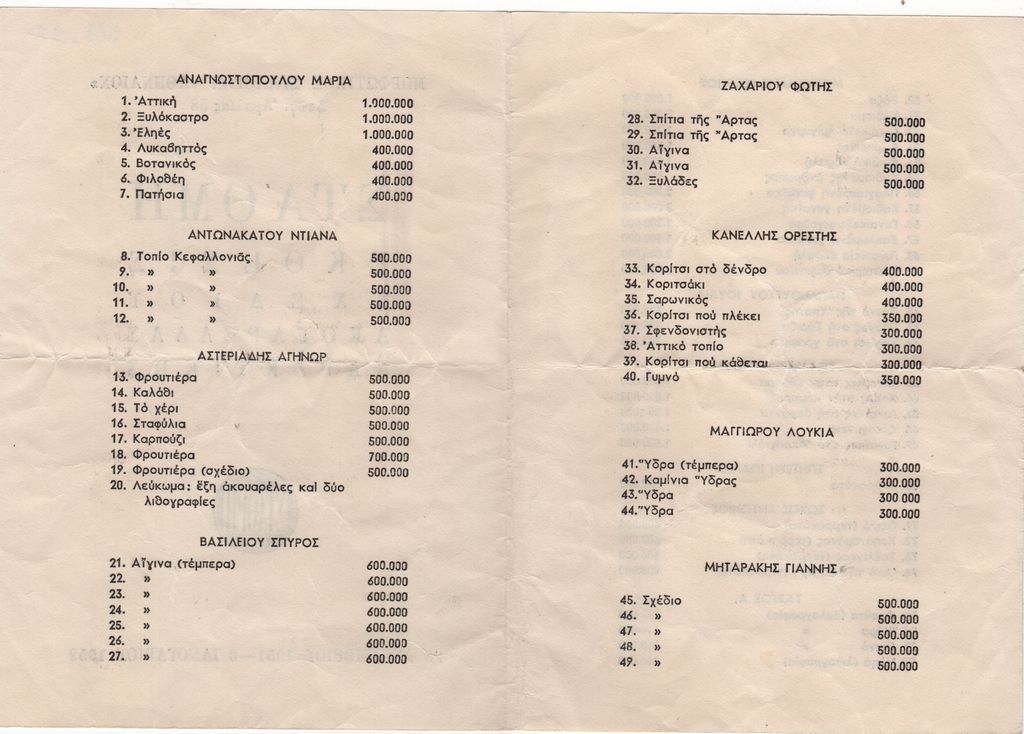 ΑΝΑΓΝΩΣΤΟΠΟΥΛΟΥ ΜΑΡΙΑ
1. Ἀττικὴ 1.000.000
2. Ξυλόκαστρο 1.000.000
3. Ἐληὲς 1.000.000
4. Λυκαβηττός 400.000
5. Βοτανικός 400.000
6. Φιλοθέη 400.000
7. Πατήσια 400.000
ΑΝΤΩΝΑΚΑΤΟΥ ΝΤΙΑΝΑ
8. Τοπίο Κεφαλλονιᾶς 500.000
9. » » 500.000
10. » » 500.000
11. » » 500.000
12. » » 500.000
ΑΣΤΕΡΙΑΔΗΣ ΑΓΗΝΩΡ
13. Φρουτιέρα 500.000
14. Καλάθι 500.000
15. Τὸ χέρι 500.000
16. Σταφύλια 500.000
17. Καρπούζι 500.000
18. Φρουτιέρα 700.000
19. Φρουτιέρα (σχέδιο) 500.000
20. Λεύκωμα: ἕξη ἀκουαρέλες καὶ δύο
λιθογραφίες
ΒΑΣΙΛΕΙΟΥ ΣΠΥΡΟΣ
21. Αἴγινα (τέμπερα) 600.000
22. » 600.000
23. » 600.000
24. » 600.000
25. » 600.000
26. » 600.000
27. » 600.000
ΖΑΧΑΡΙΟΥ ΦΩΤΗΣ
28. Σπίτια τῆς Ἄρτας 500.000
29. Σπίτια τῆς Ἄρτας 500.000
30. Αἴγινα 500.000
31. Αἴγινα 500.000
32. Ξυλάδες 500.000
ΚΑΝΕΛΛΗΣ ΟΡΕΣΤΗΣ
33. Κορίτσι στὸ δένδρο 400.000
34. Κοριτσάκι 400.000
35. Σαρωνικός 400.000
36. Κορίτσι ποὺ πλέκει 350.000
37. Σφενδονιστὴς 300.000
38. Ἀττικὸ τοπίο 300.000
39. Κορίτσι ποὺ κάθεται 300.000
40. Γυμνό 350.000
ΜΑΓΓΙΩΡΟΥ ΛΟΥΚΙΑ
41. Ὕδρα (τέμπερα) 300.000
42. Καμίνια Ὕδρας 300.000
43. Ὕδρα 300 000
44. Ὕδρα 300.000
ΜΗΤΑΡΑΚΗΣ ΓΙΑΝΝΗΣ
45. Σχέδιο 500.000
46. » 500.000
47. » 500.000
48. » 500.000
49. » 500.000